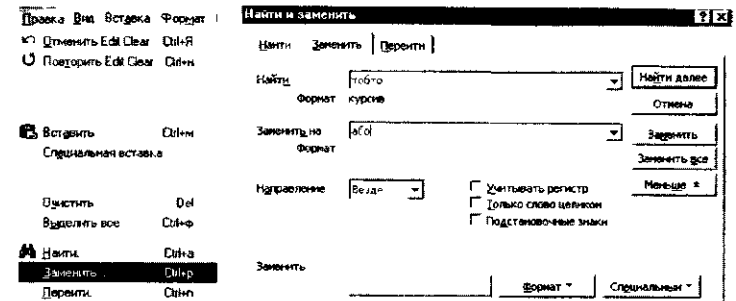 Правка Вид Вставка Формат
Отменить Edit Clear Ctrl+Я
Повторить Edit Clear Ctrl+н
Вставить Ctrl+м
Специальная вставка
Очистить Del
Выделить все Ctrl+ф
Найти. Ctrl+а
Заменить... Ctrl+р
Перейти. Ctrl+п
Найти и заменить
Найти Заменить Перейти
Найти тобто Найти далее
Формат курсив Отмена
Заменить на або Заменить
Формат Заменить все
Направление Везде Учитывать регистр Меньше
Только слово целиком
Подстановочные знаки
Заменить
Формат Специальный